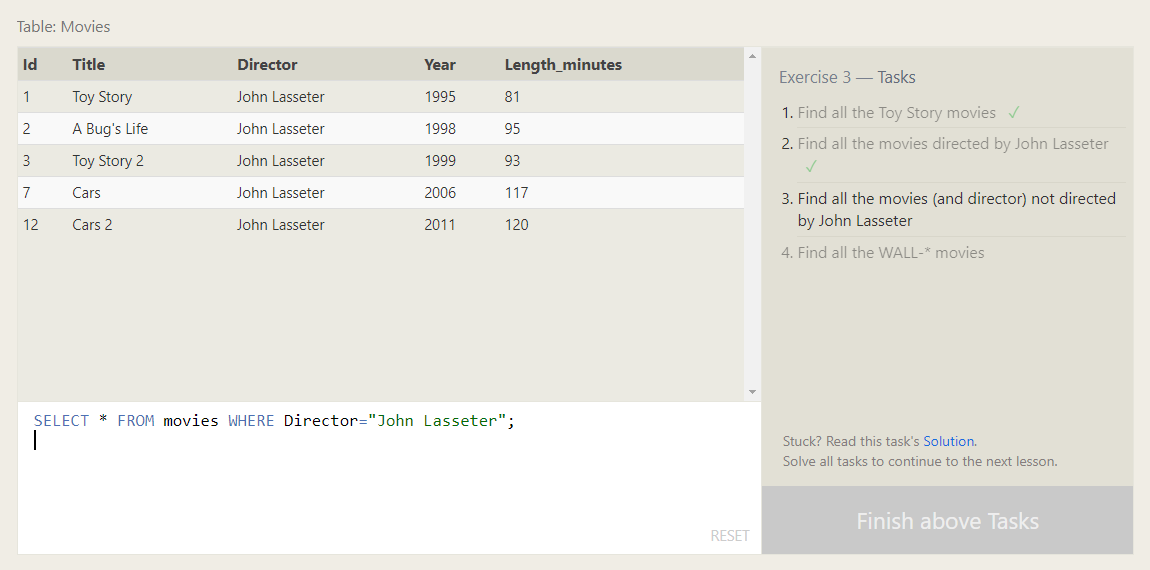 Table: Movies
Id Title Director Year Length_minutes
1 Toy Story John Lasseter 1995 81
2 A Bug's Life John Lasseter 1998 95
3 Toy Story 2 John Lasseter 1999 93
7 Cars John Lasseter 2006 117
12 Cars 2 John Lasseter 2011 120
SELECT * FROM movies WHERE Director="John Lasseter";
RESET
Exercise 3 — Tasks
1. Find all the Toy Story movies ✓
2. Find all the movies directed by John Lasseter
✓
3. Find all the movies (and director) not directed
by John Lasseter
4. Find all the WALL-* movies
Stuck? Read this task's Solution.
Solve all tasks to continue to the next lesson.
Finish above Tasks